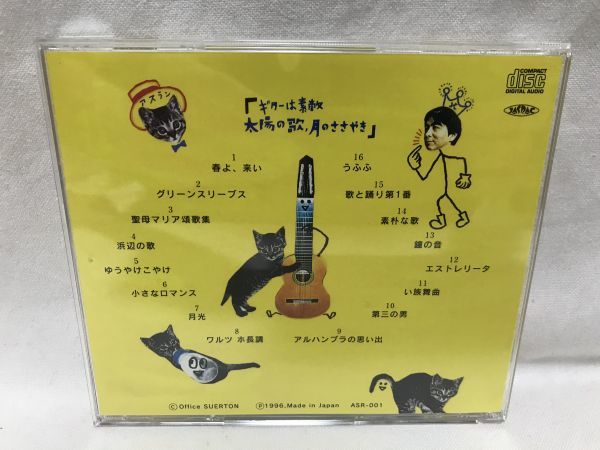 アスラン
「ギターは素敵
太陽の歌、月のささやき」
COMPACT
disc
DIGITAL AUDIO
JASRAC
1
春よ、来い
2
グリーンスリーブス
3
聖母マリア頌歌集
4
浜辺の歌
5
ゆうやけこやけ
6
小さなロマンス
7
月光
8
ワルツ ホ長調
9
アルハンブラの思い出
10
第三の男
11
い族舞曲
12
エストレリータ
13
鐘の音
14
素朴な歌
15
歌と踊り第1番
16
うふふ
ⒸOffice SUERTON Ⓟ1996,Made in Japan ASR-001